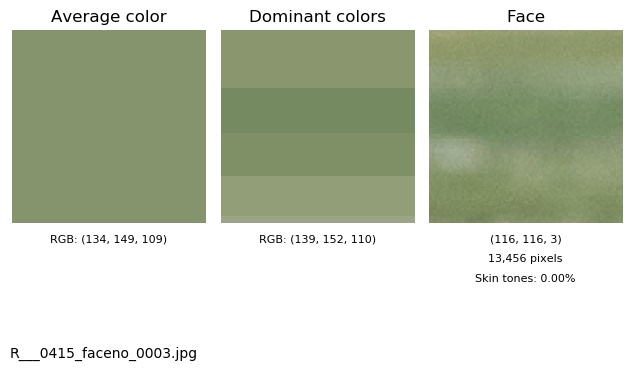 Average color
Dominant colors
Face
RGB: (134, 149, 109)
RGB: (139, 152, 110)
(116, 116, 3)
13,456 pixels
Skin tones: 0.00%
R___0415_faceno_0003.jpg